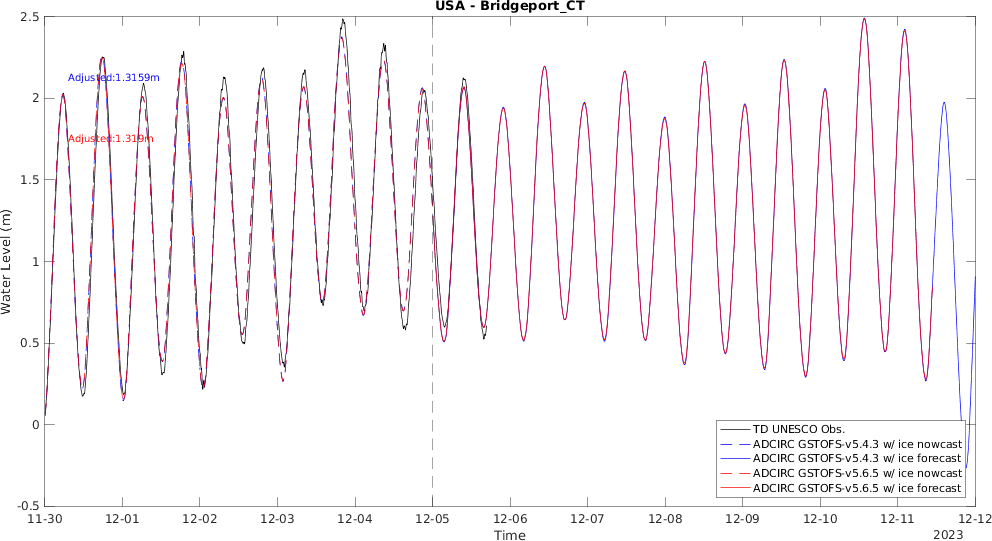 USA - Bridgeport_CT
2.5
2
1.5
1
0.5
0
-0.5
Water Level (m)
Adjusted:1.3159m
Adjusted:1.319m
TD UNESCO Obs.
ADCIRC GSTOFS-v5.4.3 w/ ice nowcast
ADCIRC GSTOFS-v5.4.3 w/ ice forecast
ADCIRC GSTOFS-v5.6.5 w/ ice nowcast
ADCIRC GSTOFS-v5.6.5 w/ ice forecast
11-30 12-01 12-02 12-03 12-04 12-05 12-06 12-07 12-08 12-09 12-10 12-11 12-12
Time
2023